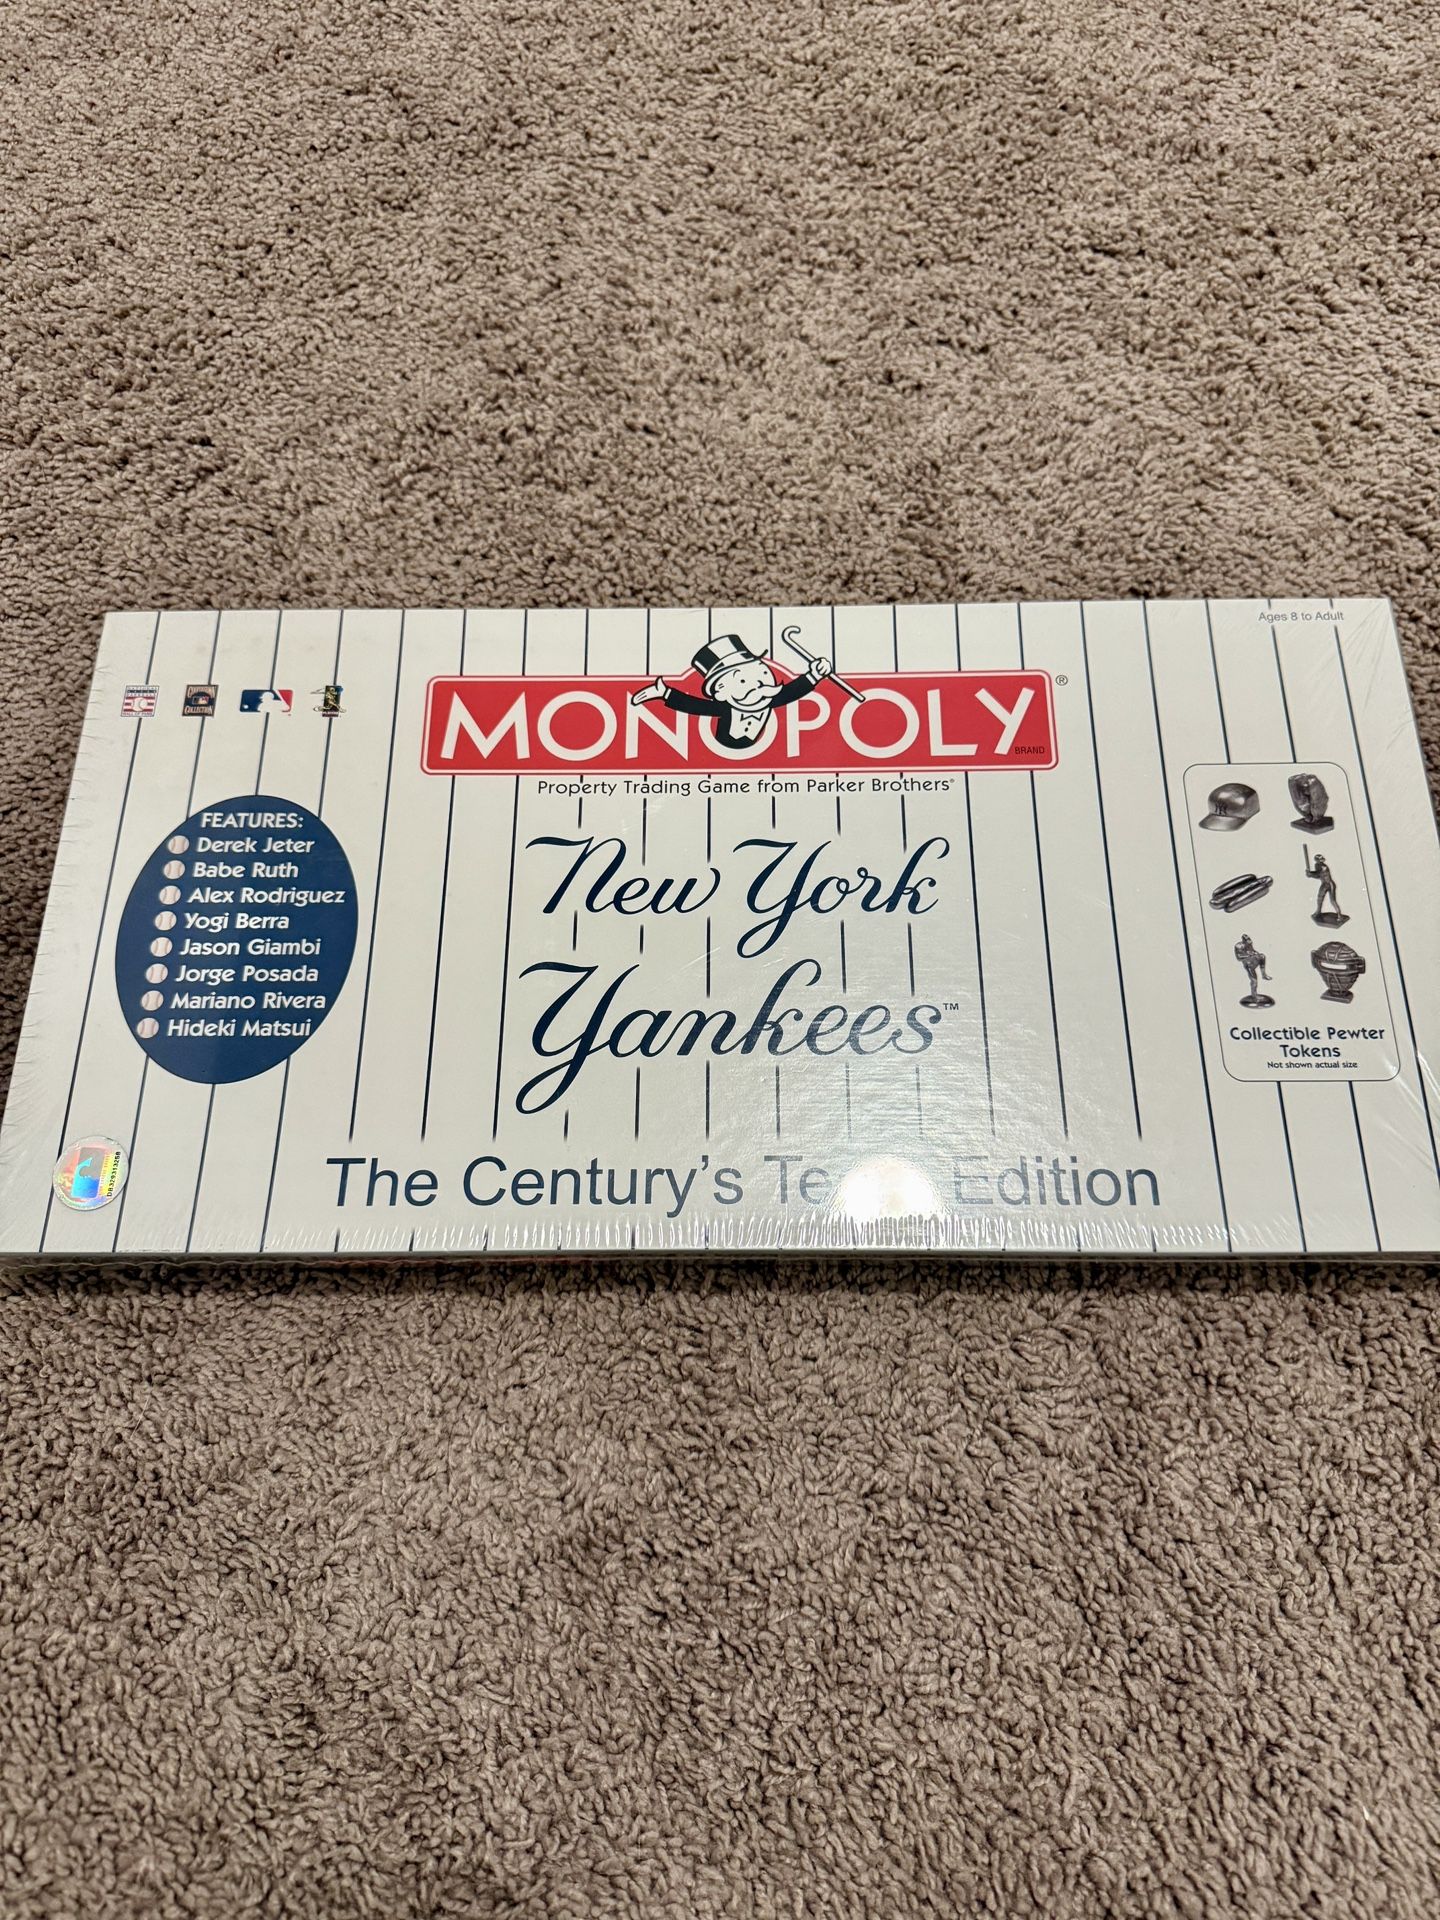 Ages 8 to Adult
MONOPOLY®
BRAND
Property Trading Game from Parker Brothers®
FEATURES:
Derek Jeter
Babe Ruth
Alex Rodriguez
Yogi Berra
Jason Giambi
Jorge Posada
Mariano Rivera
Hideki Matsui
New York
Yankees™
The Century's Edition
Collectible Pewter
Tokens
Not shown actual size